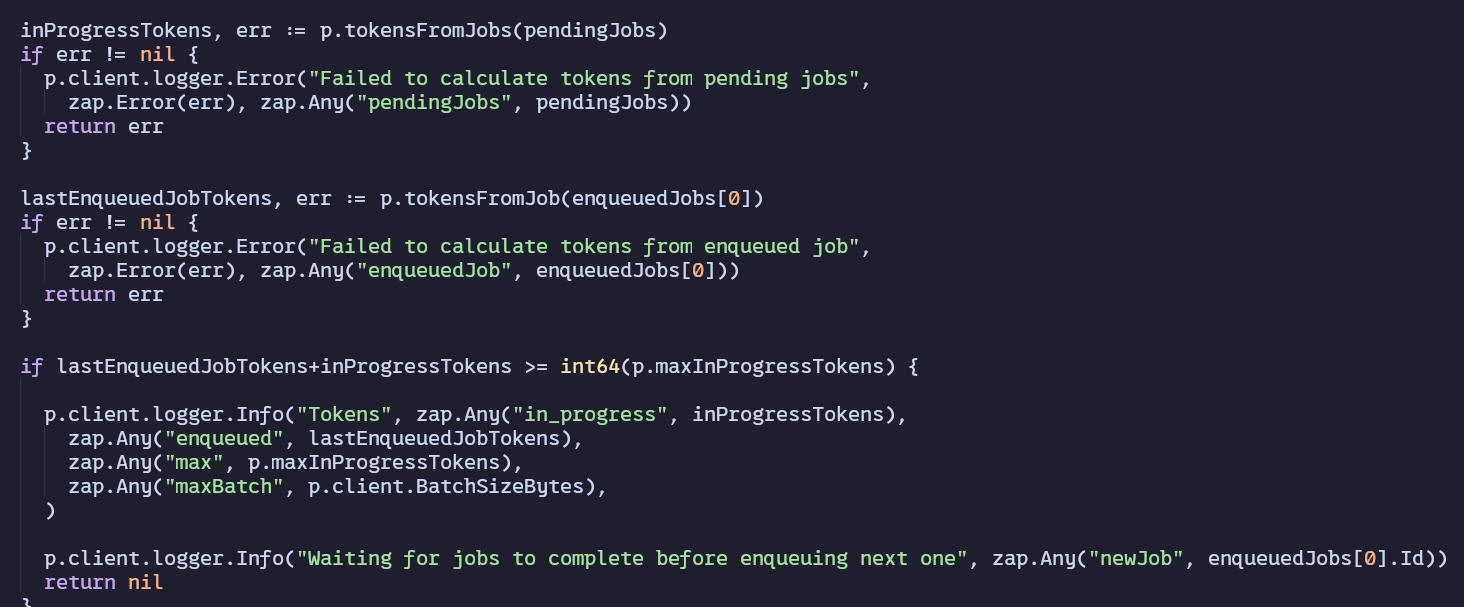 inProgressTokens, err := p.tokensFromJobs(pendingJobs)
if err != nil {
  p.client.logger.Error("Failed to calculate tokens from pending jobs",
    zap.Error(err), zap.Any("pendingJobs", pendingJobs))
  return err
}

lastEnqueuedJobTokens, err := p.tokensFromJob(enqueuedJobs[0])
if err != nil {
  p.client.logger.Error("Failed to calculate tokens from enqueued job",
    zap.Error(err), zap.Any("enqueuedJob", enqueuedJobs[0]))
  return err
}

if lastEnqueuedJobTokens+inProgressTokens >= int64(p.maxInProgressTokens) {

  p.client.logger.Info("Tokens", zap.Any("in_progress", inProgressTokens),
    zap.Any("enqueued", lastEnqueuedJobTokens),
    zap.Any("max", p.maxInProgressTokens),
    zap.Any("maxBatch", p.client.BatchSizeBytes),
  )

  p.client.logger.Info("Waiting for jobs to complete before enqueuing next one", zap.Any("newJob", enqueuedJobs[0].Id))
  return nil
}